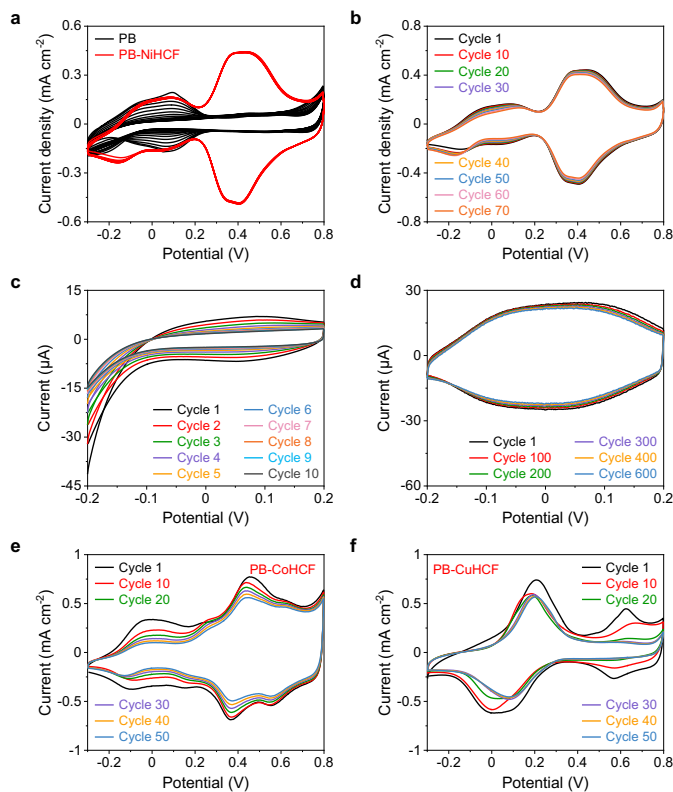 a
PB
PB-NiHCF
Current density (mA cm⁻²)
0.6
0.3
0
-0.3
-0.6
-0.2 0 0.2 0.4 0.6 0.8
Potential (V)
b
Cycle 1
Cycle 10
Cycle 20
Cycle 30
Cycle 40
Cycle 50
Cycle 60
Cycle 70
Current density (mA cm⁻²)
0.8
0.4
0
-0.4
-0.8
-0.2 0 0.2 0.4 0.6 0.8
Potential (V)
c
Current (μA)
15
0
-15
-30
-45
Cycle 1
Cycle 2
Cycle 3
Cycle 4
Cycle 5
Cycle 6
Cycle 7
Cycle 8
Cycle 9
Cycle 10
-0.2 -0.1 0 0.1 0.2
Potential (V)
d
Current (μA)
30
0
-30
-60
Cycle 1
Cycle 100
Cycle 200
Cycle 300
Cycle 400
Cycle 600
-0.2 -0.1 0 0.1 0.2
Potential (V)
e
Cycle 1
Cycle 10
Cycle 20
PB-CoHCF
Cycle 30
Cycle 40
Cycle 50
Current (mA cm⁻²)
1
0.5
0
-0.5
-1
-0.2 0 0.2 0.4 0.6 0.8
Potential (V)
f
PB-CuHCF
Cycle 1
Cycle 10
Cycle 20
Cycle 30
Cycle 40
Cycle 50
Current (mA cm⁻²)
1
0.5
0
-0.5
-1
-0.2 0 0.2 0.4 0.6 0.8
Potential (V)